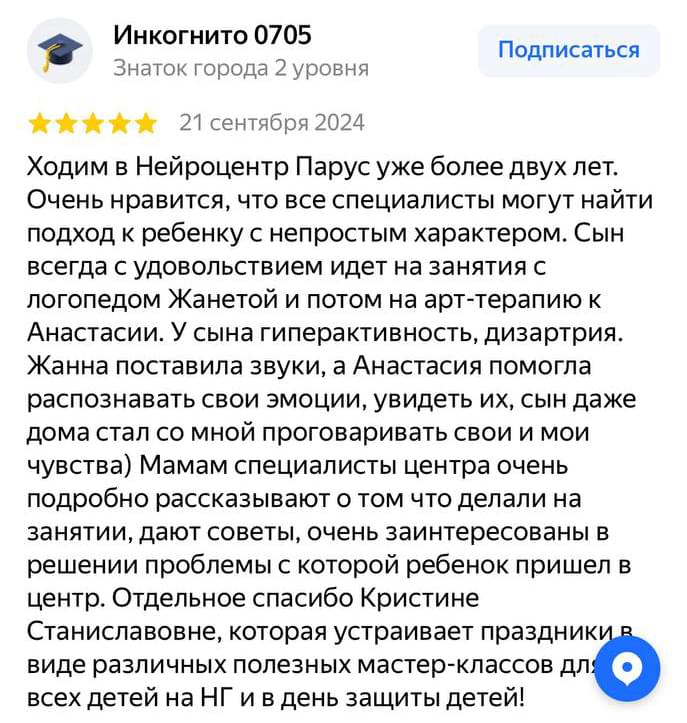 Инкогнито 0705
Подписаться
Знаток города 2 уровня
21 сентября 2024
Ходим в Нейроцентр Парус уже более двух лет.
Очень нравится, что все специалисты могут найти
подход к ребенку с непростым характером. Сын
всегда с удовольствием идет на занятия с
логопедом Жанетой и потом на арт-терапию к
Анастасии. У сына гиперактивность, дизартрия.
Жанна поставила звуки, а Анастасия помогла
распознавать свои эмоции, увидеть их, сын даже
дома стал со мной проговаривать свои и мои
чувства) Мамам специалисты центра очень
подробно рассказывают о том что делали на
занятии, дают советы, очень заинтересованы в
решении проблемы с которой ребенок пришел в
центр. Отдельное спасибо Кристине
Станиславовне, которая устраивает праздники в
виде различных полезных мастер-классов для
всех детей на НГ и в день защиты детей!